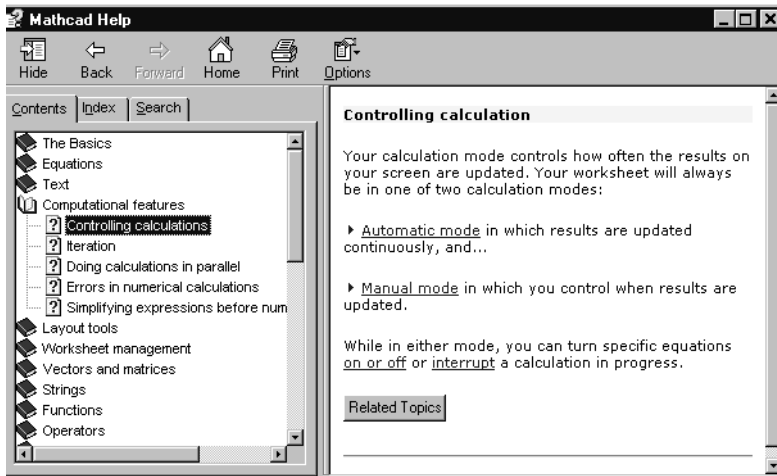 Mathcad Help
Hide Back Forward Home Print Options
Contents Index Search
The Basics
Equations
Text
Computational features
Controlling calculations
Iteration
Doing calculations in parallel
Errors in numerical calculations
Simplifying expressions before num
Layout tools
Worksheet management
Vectors and matrices
Strings
Functions
Operators
Controlling calculation
Your calculation mode controls how often the results on
your screen are updated. Your worksheet will always
be in one of two calculation modes:
Automatic mode in which results are updated
continuously, and...
Manual mode in which you control when results are
updated.
While in either mode, you can turn specific equations
on or off or interrupt a calculation in progress.
Related Topics